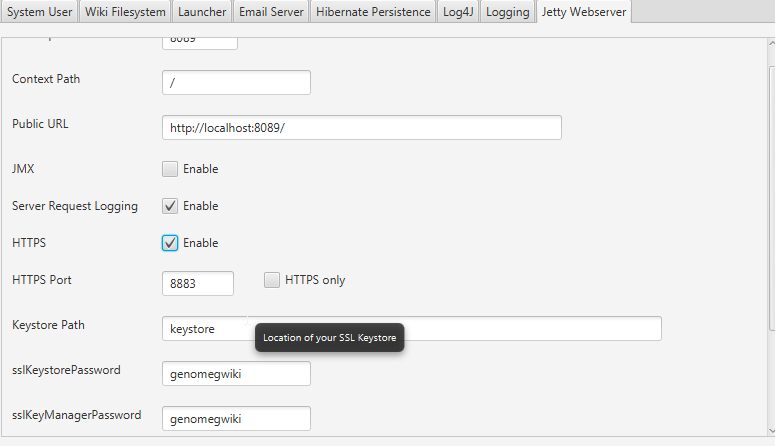 System User Wiki Filesystem Launcher Email Server Hibernate Persistence Log4J Logging Jetty Webserver
8089
Context Path /
Public URL http://localhost:8089/
JMX Enable
Server Request Logging Enable
HTTPS Enable
HTTPS Port 8883 HTTPS only
Keystore Path keystore
Location of your SSL Keystore
sslKeystorePassword genomegwiki
sslKeyManagerPassword genomegwiki